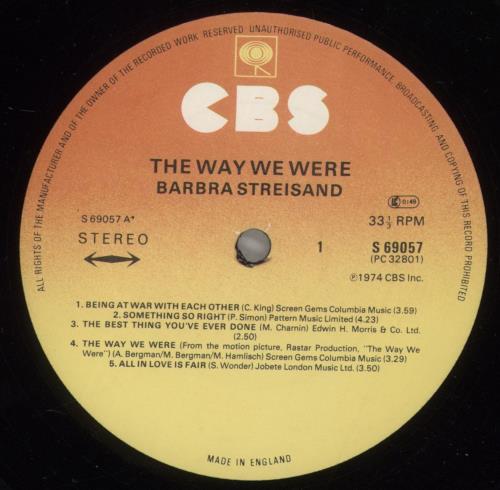 ALL RIGHTS OF THE MANUFACTURER AND OF THE OWNER OF THE RECORDED WORK RESERVED. UNAUTHORISED PUBLIC PERFORMANCE, BROADCASTING AND COPYING OF THIS RECORD PROHIBITED
CBS
THE WAY WE WERE
BARBRA STREISAND
S 69057 A*
STEREO
0:49
33 1/3 RPM
1
S 69057
(PC 32801)
Ⓟ1974 CBS Inc.
1. BEING AT WAR WITH EACH OTHER (C. King) Screen Gems Columbia Music (3.59)
2. SOMETHING SO RIGHT (P. Simon) Pattern Music Limited (4.23)
3. THE BEST THING YOU'VE EVER DONE (M. Charnin) Edwin H. Morris & Co. Ltd.
(2.50)
4. THE WAY WE WERE (From the motion picture, Rastar Production, "The Way We
Were") (A. Bergman/M. Bergman/M. Hamlisch) Screen Gems Columbia Music (3.29)
5. ALL IN LOVE IS FAIR (S. Wonder) Jobete London Music Ltd. (3.50)
MADE IN ENGLAND